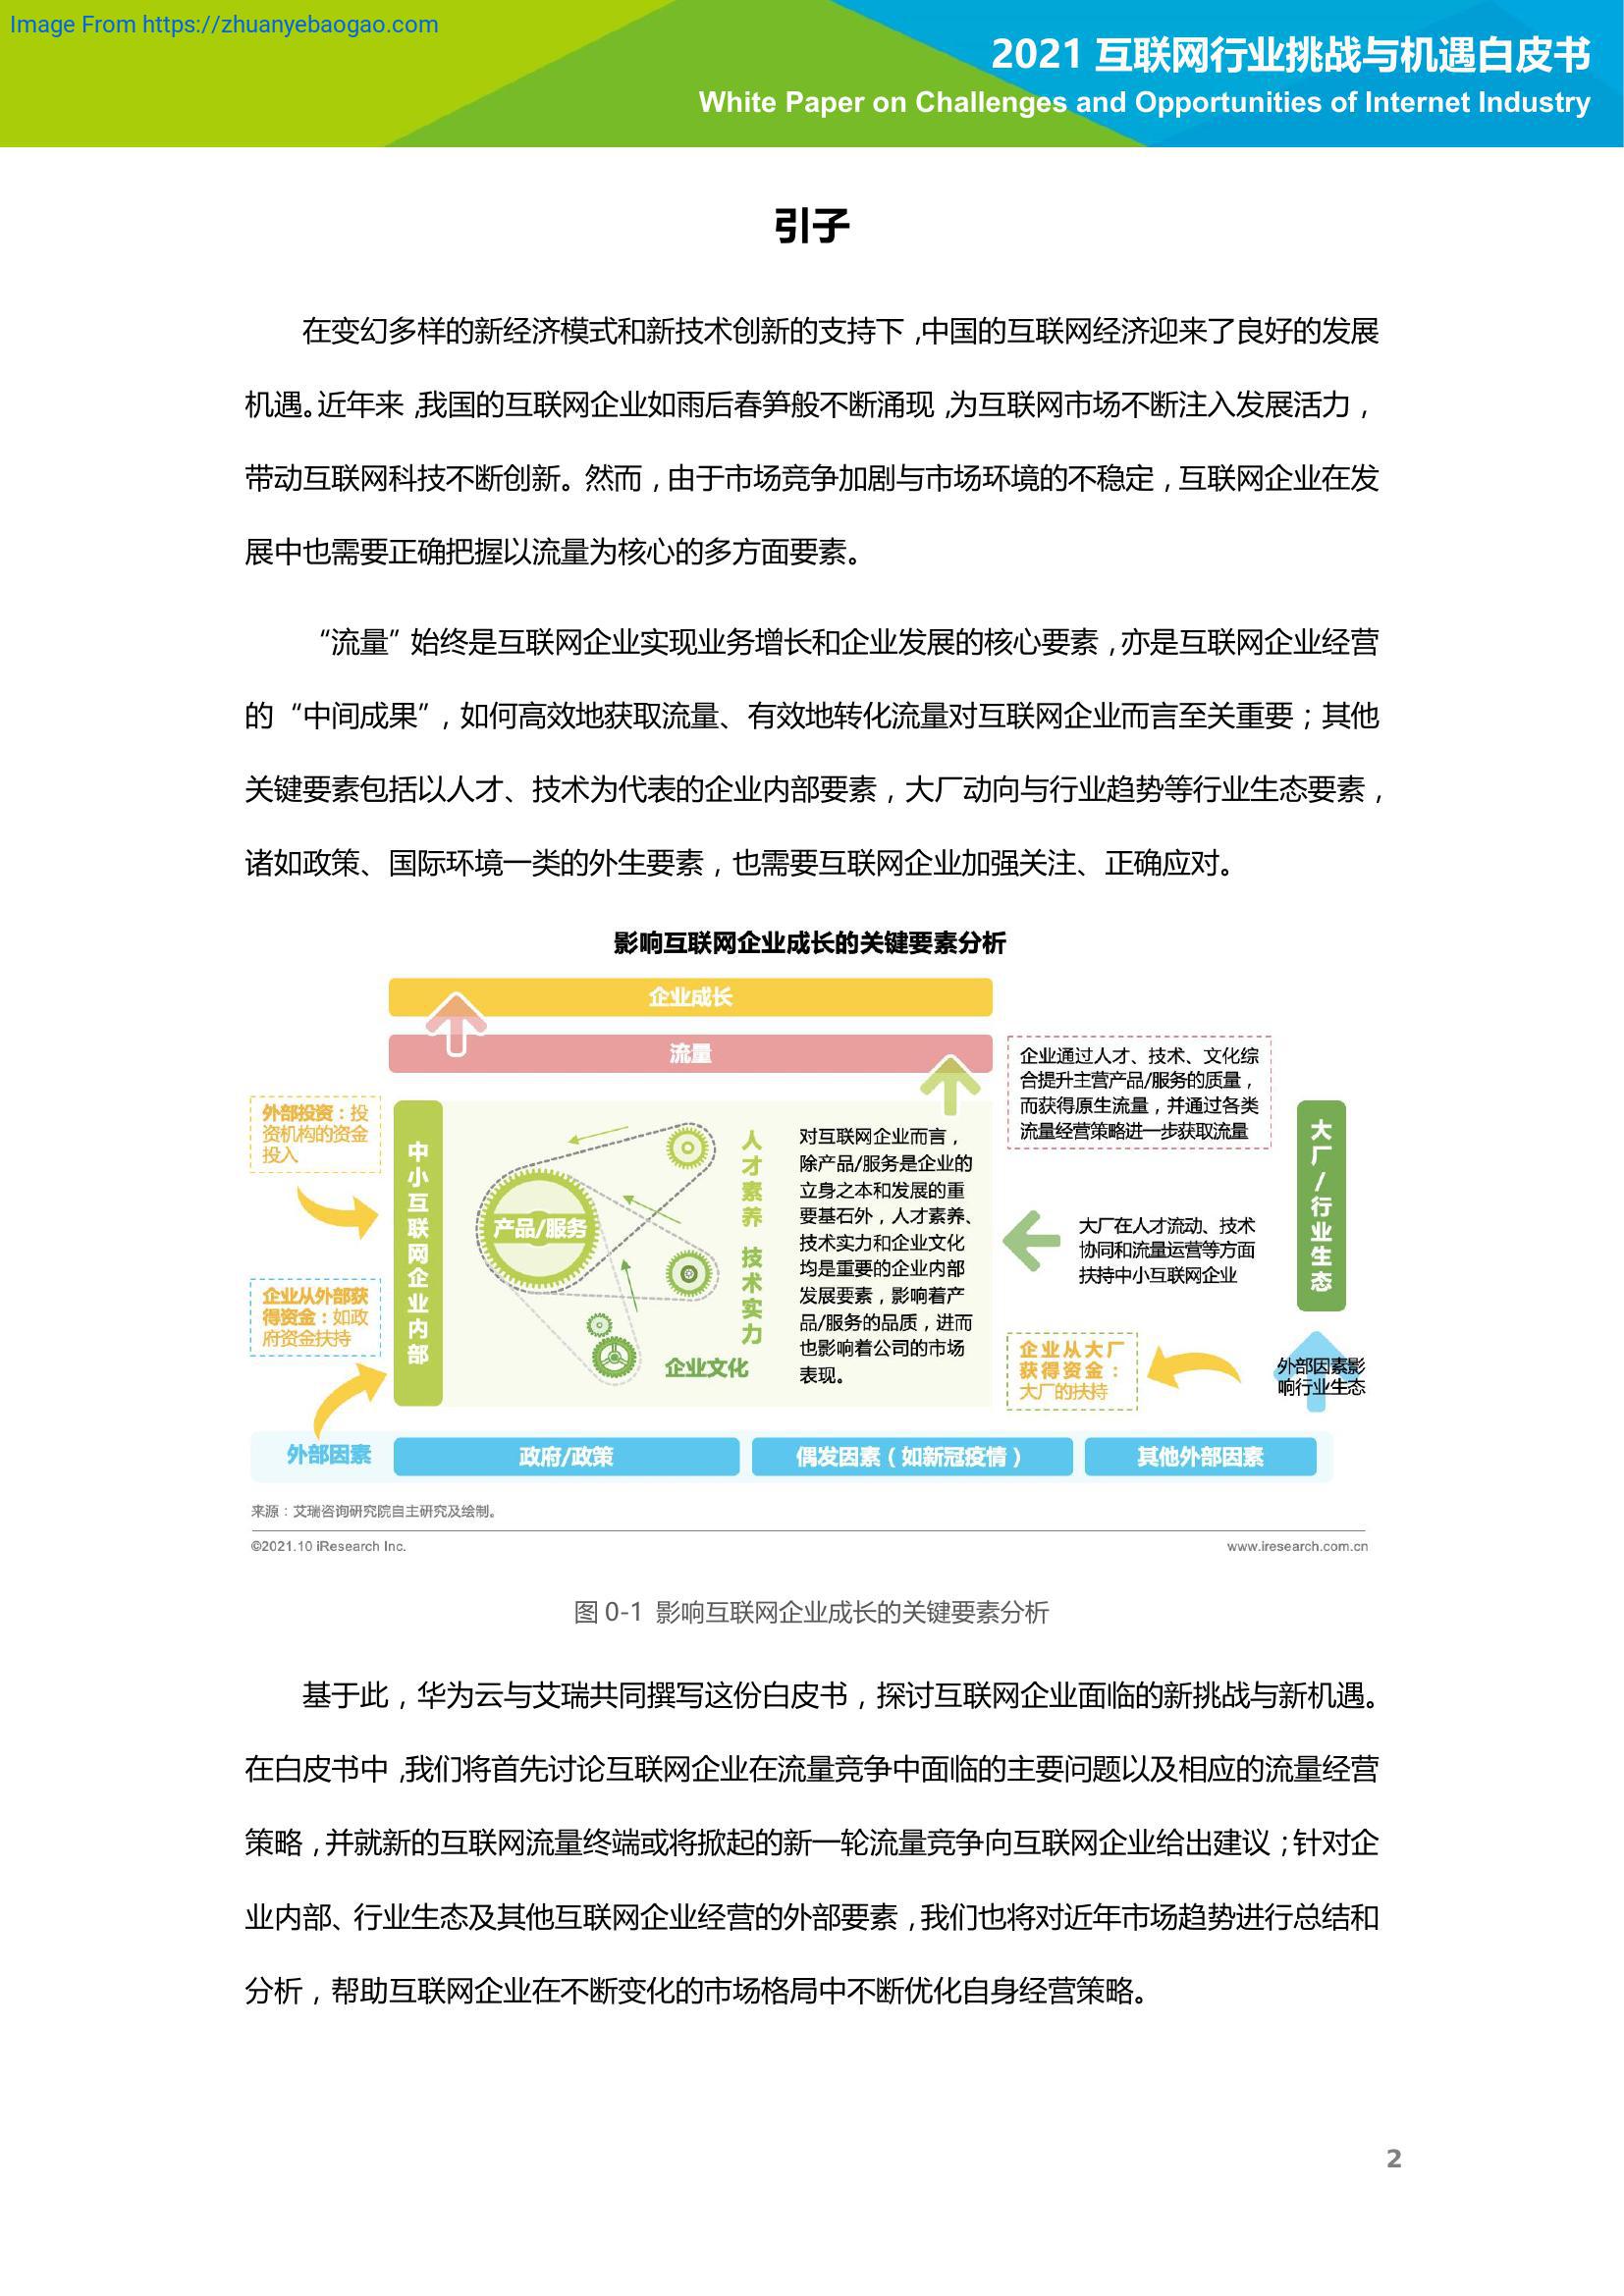 Image From https://zhuanyebaogao.com
2021 互联网行业挑战与机遇白皮书
White Paper on Challenges and Opportunities of Internet Industry
引子
在变幻多样的新经济模式和新技术创新的支持下,中国的互联网经济迎来了良好的发展
机遇。近年来,我国的互联网企业如雨后春笋般不断涌现,为互联网市场不断注入发展活力,
带动互联网科技不断创新。然而,由于市场竞争加剧与市场环境的不稳定,互联网企业在发
展中也需要正确把握以流量为核心的多方面要素。
“流量”始终是互联网企业实现业务增长和企业发展的核心要素,亦是互联网企业经营
的“中间成果”,如何高效地获取流量、有效地转化流量对互联网企业而言至关重要;其他
关键要素包括以人才、技术为代表的企业内部要素,大厂动向与行业趋势等行业生态要素,
诸如政策、国际环境一类的外生要素,也需要互联网企业加强关注、正确应对。
影响互联网企业成长的关键要素分析
企业成长
流量
企业通过人才、技术、文化综
合提升主营产品/服务的质量,
而获得原生流量,并通过各类
流量经营策略进一步获取流量
外部投资:投
资机构的资金
投入
企业从外部获
得资金:如政
府资金扶持
中小互联网企业内部
产品/服务
人才素养
技术实力
企业文化
对互联网企业而言,
除产品/服务是企业的
立身之本和发展的重
要基石外,人才素养、
技术实力和企业文化
均是重要的企业内部
发展要素,影响着产
品/服务的品质,进而
也影响着公司的市场
表现。
大厂在人才流动、技术
协同和流量运营等方面
扶持中小互联网企业
大厂/行业生态
企业从大厂
获得资金:
大厂的扶持
外部因素影
响行业生态
外部因素
政府/政策
偶发因素(如新冠疫情)
其他外部因素
来源:艾瑞咨询研究院自主研究及绘制。
©2021.10 iResearch Inc.
www.iresearch.com.cn
图 0-1 影响互联网企业成长的关键要素分析
基于此,华为云与艾瑞共同撰写这份白皮书,探讨互联网企业面临的新挑战与新机遇。
在白皮书中,我们将首先讨论互联网企业在流量竞争中面临的主要问题以及相应的流量经营
策略,并就新的互联网流量终端或将掀起的新一轮流量竞争向互联网企业给出建议;针对企
业内部、行业生态及其他互联网企业经营的外部要素,我们也将对近年市场趋势进行总结和
分析,帮助互联网企业在不断变化的市场格局中不断优化自身经营策略。
2